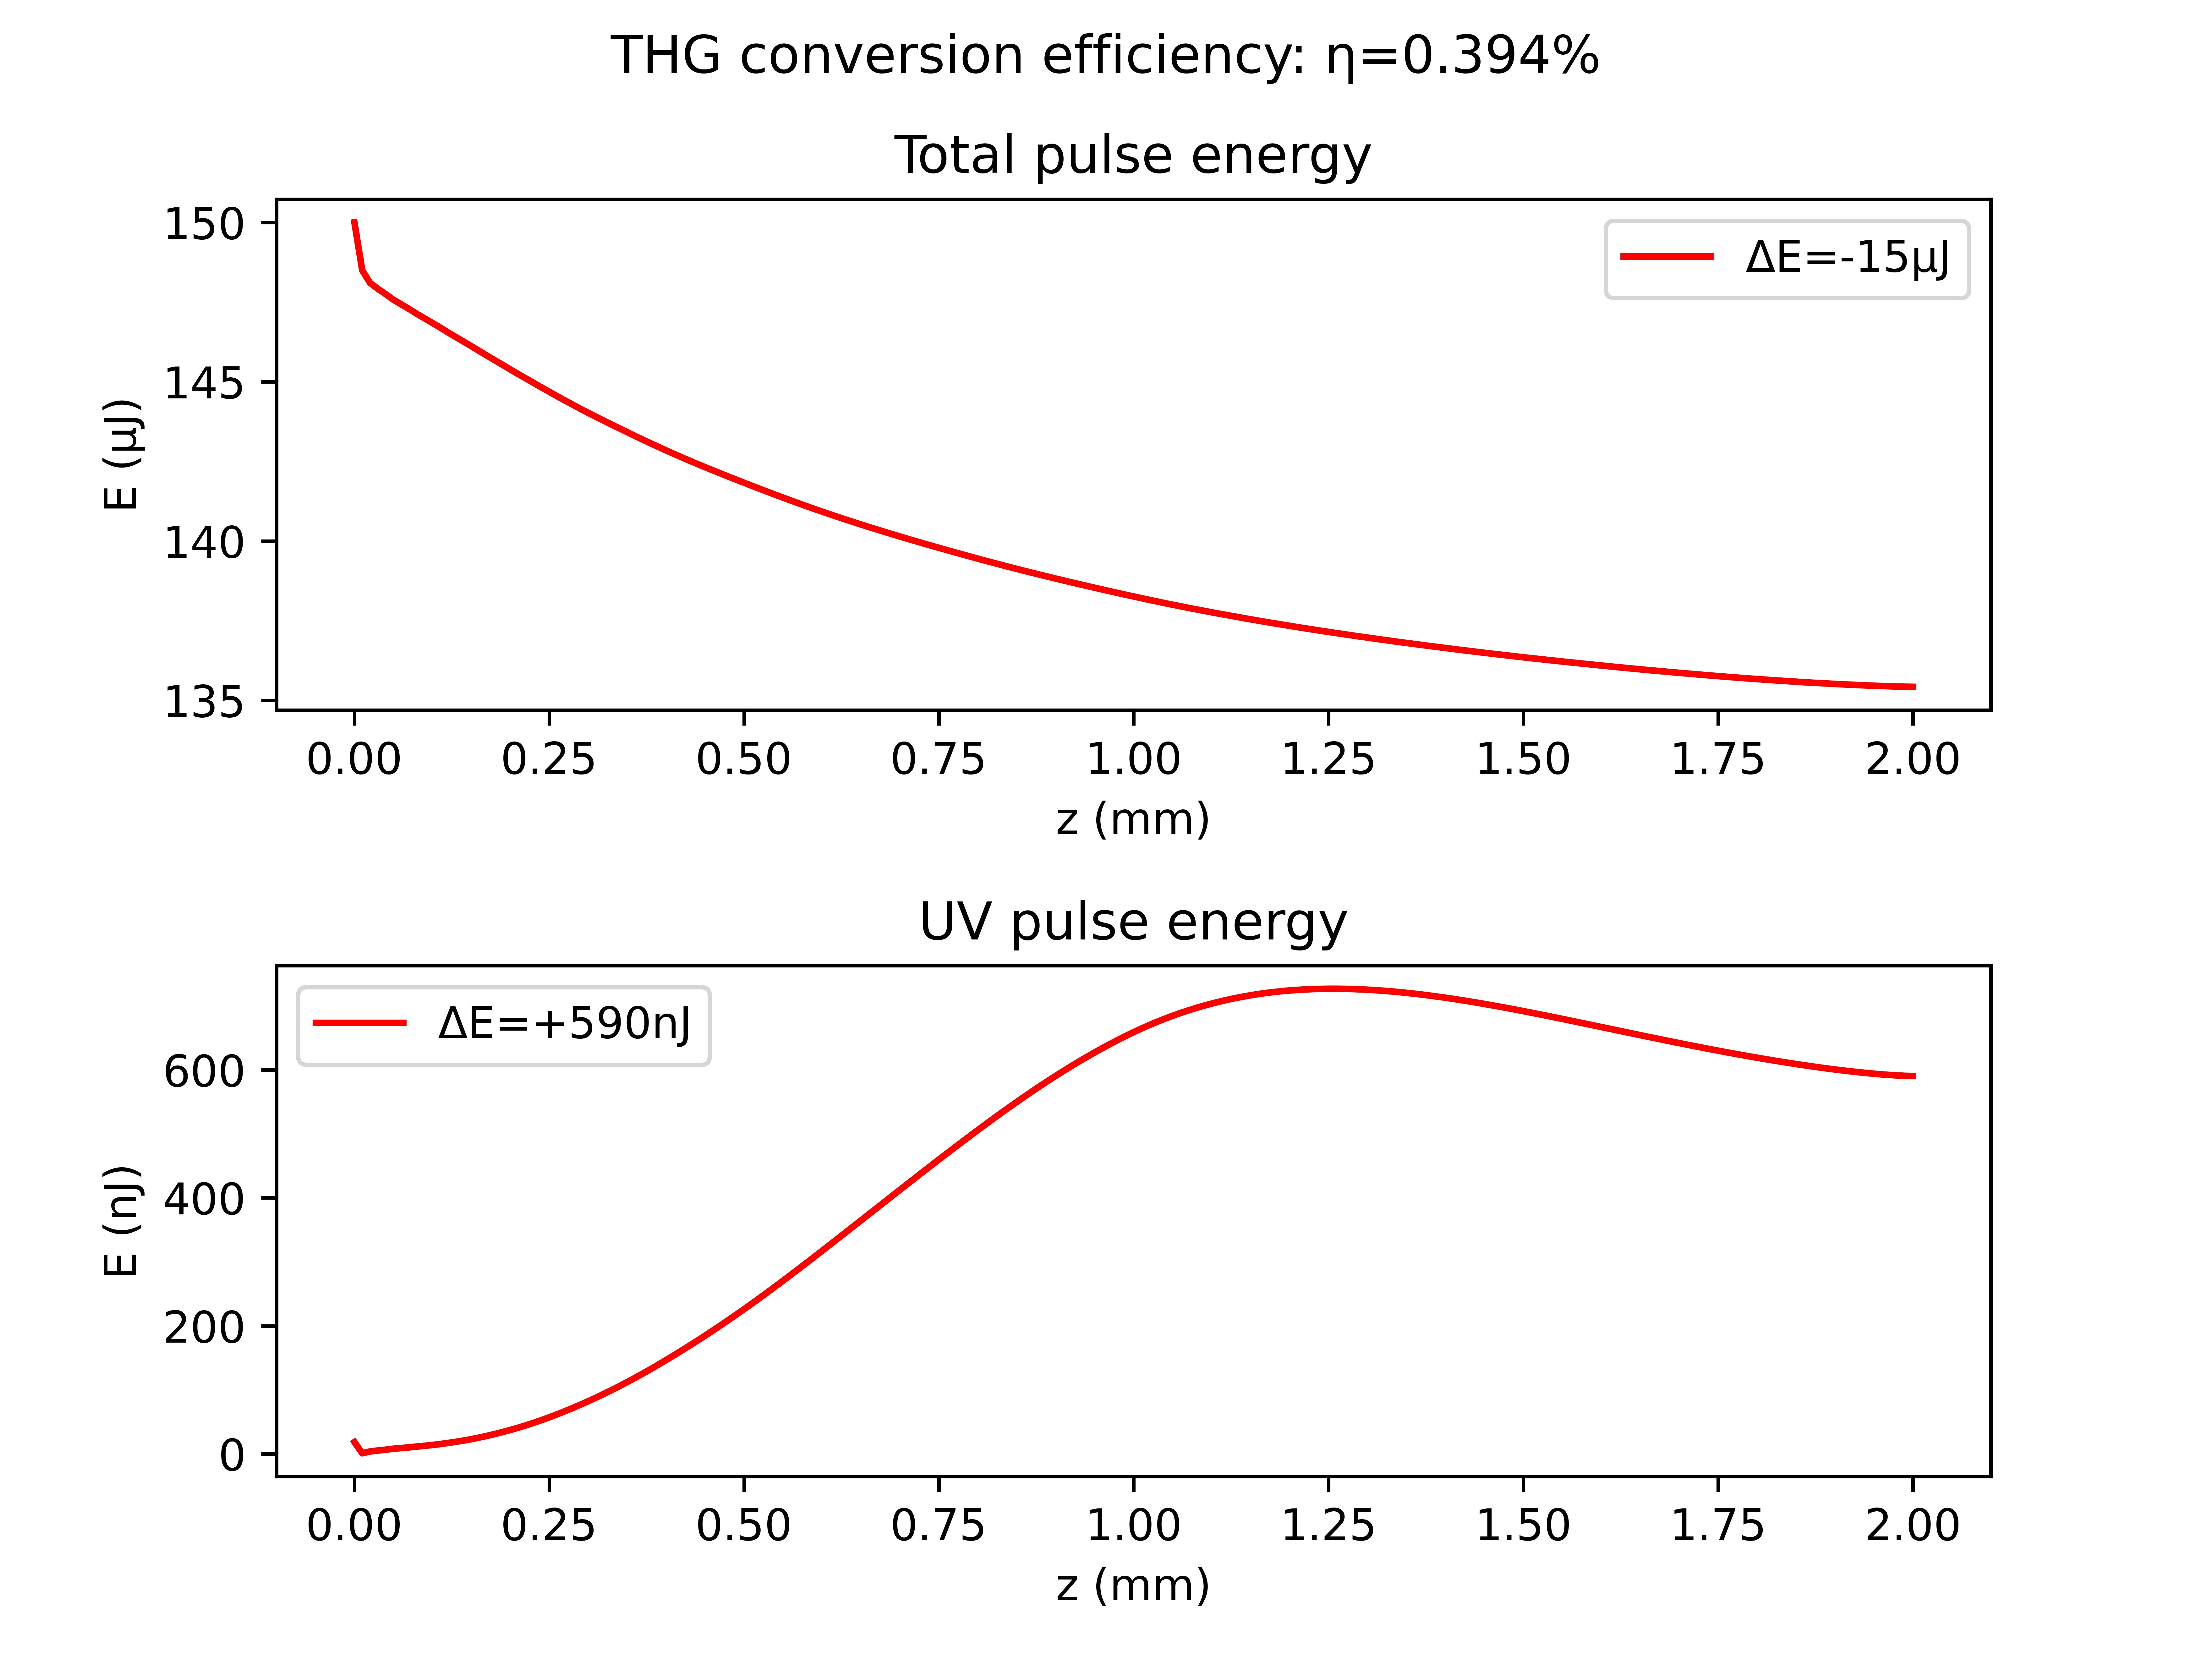 THG conversion efficiency: η=0.394%
Total pulse energy
150
145
140
135
E (μJ)
ΔE=-15μJ
0.00 0.25 0.50 0.75 1.00 1.25 1.50 1.75 2.00
z (mm)
UV pulse energy
600
400
200
0
E (nJ)
ΔE=+590nJ
0.00 0.25 0.50 0.75 1.00 1.25 1.50 1.75 2.00
z (mm)